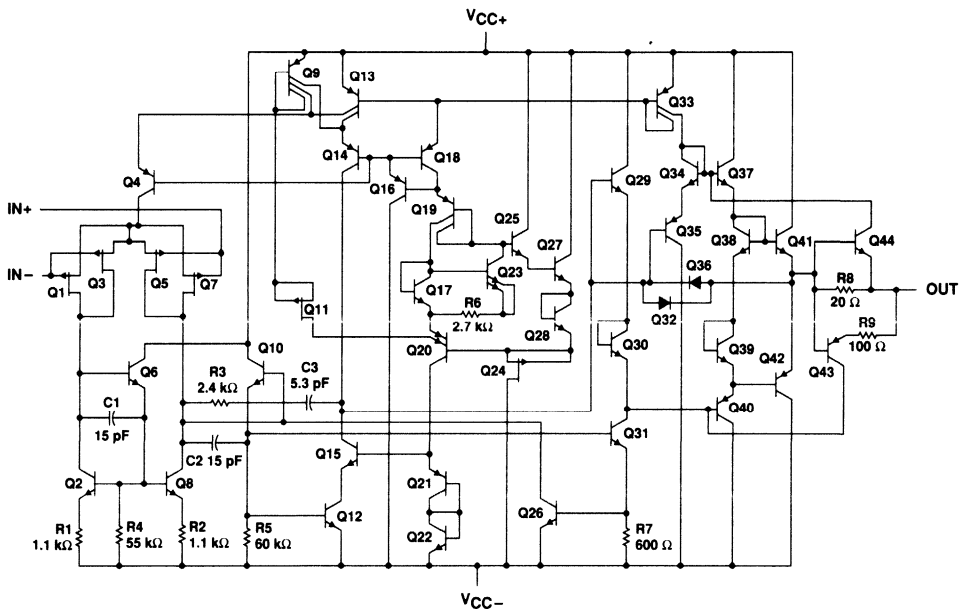 VCC+
Q9
Q13
Q33
Q14
Q18
Q34
Q37
Q4
Q16
Q29
IN+
Q19
Q25
Q35
Q38
Q41
Q44
Q27
IN−
Q3
Q5
Q7
Q23
Q36
R8
20 Ω
OUT
Q1
Q17
Q32
R6
2.7 kΩ
Q11
Q28
R9
100 Ω
Q20
Q30
Q39
Q42
Q43
Q6
Q10
Q24
R3
2.4 kΩ
C3
5.3 pF
Q40
C1
15 pF
Q31
C2 15 pF
Q15
Q2
Q8
Q21
Q26
Q12
R1
1.1 kΩ
R4
55 kΩ
R2
1.1 kΩ
R5
60 kΩ
Q22
R7
600 Ω
VCC−